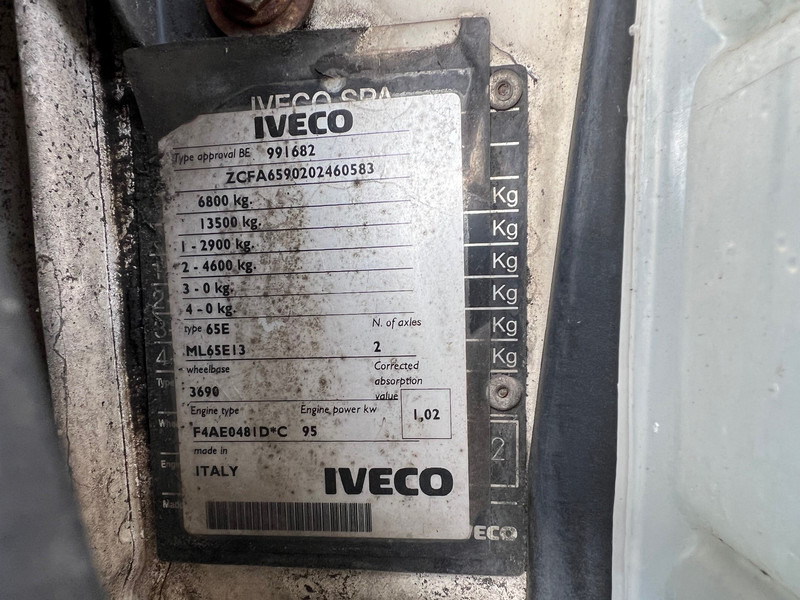 IVECO SPA
IVECO
Type approval BE 991682
ZCFA6590202460583
6800 kg.
13500 kg.
1 - 2900 kg.
2 - 4600 kg.
3 - 0 kg.
4 - 0 kg.
Kg
Kg
Kg
Kg
Kg
Kg
type 65E N. of axles
ML65E13 2
wheelbase Corrected
absorption
value
3690
1,02
Engine type Engine power kw
F4AE0481D*C 95
made in
ITALY
IVECO
2